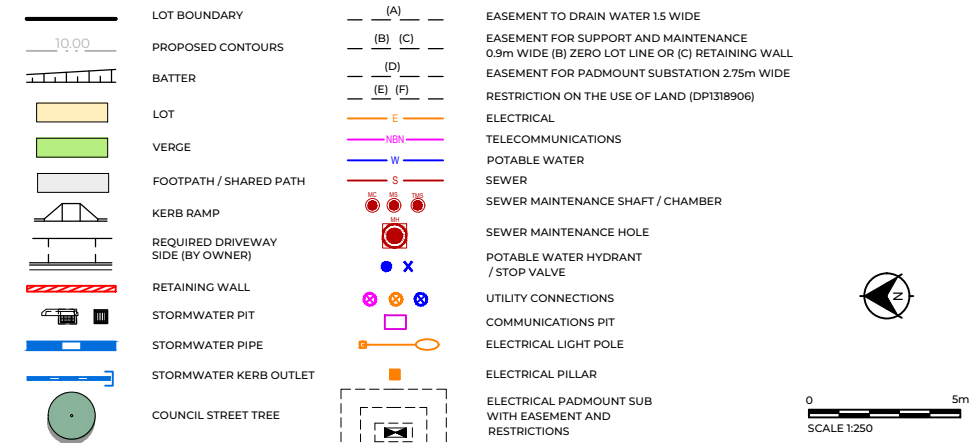 LOT BOUNDARY
10.00
PROPOSED CONTOURS
BATTER
LOT
VERGE
FOOTPATH / SHARED PATH
KERB RAMP
REQUIRED DRIVEWAY
SIDE (BY OWNER)
RETAINING WALL
STORMWATER PIT
STORMWATER PIPE
STORMWATER KERB OUTLET
COUNCIL STREET TREE
(A)
EASEMENT TO DRAIN WATER 1.5 WIDE
(B) (C)
EASEMENT FOR SUPPORT AND MAINTENANCE
0.9m WIDE (B) ZERO LOT LINE OR (C) RETAINING WALL
(D)
EASEMENT FOR PADMOUNT SUBSTATION 2.75m WIDE
(E) (F)
RESTRICTION ON THE USE OF LAND (DP1318906)
E
ELECTRICAL
NBN
TELECOMMUNICATIONS
W
POTABLE WATER
S
SEWER
MC MS TMS
SEWER MAINTENANCE SHAFT / CHAMBER
MH
SEWER MAINTENANCE HOLE
POTABLE WATER HYDRANT
/ STOP VALVE
UTILITY CONNECTIONS
COMMUNICATIONS PIT
ELECTRICAL LIGHT POLE
ELECTRICAL PILLAR
ELECTRICAL PADMOUNT SUB
WITH EASEMENT AND
RESTRICTIONS
N
0 5m
SCALE 1:250